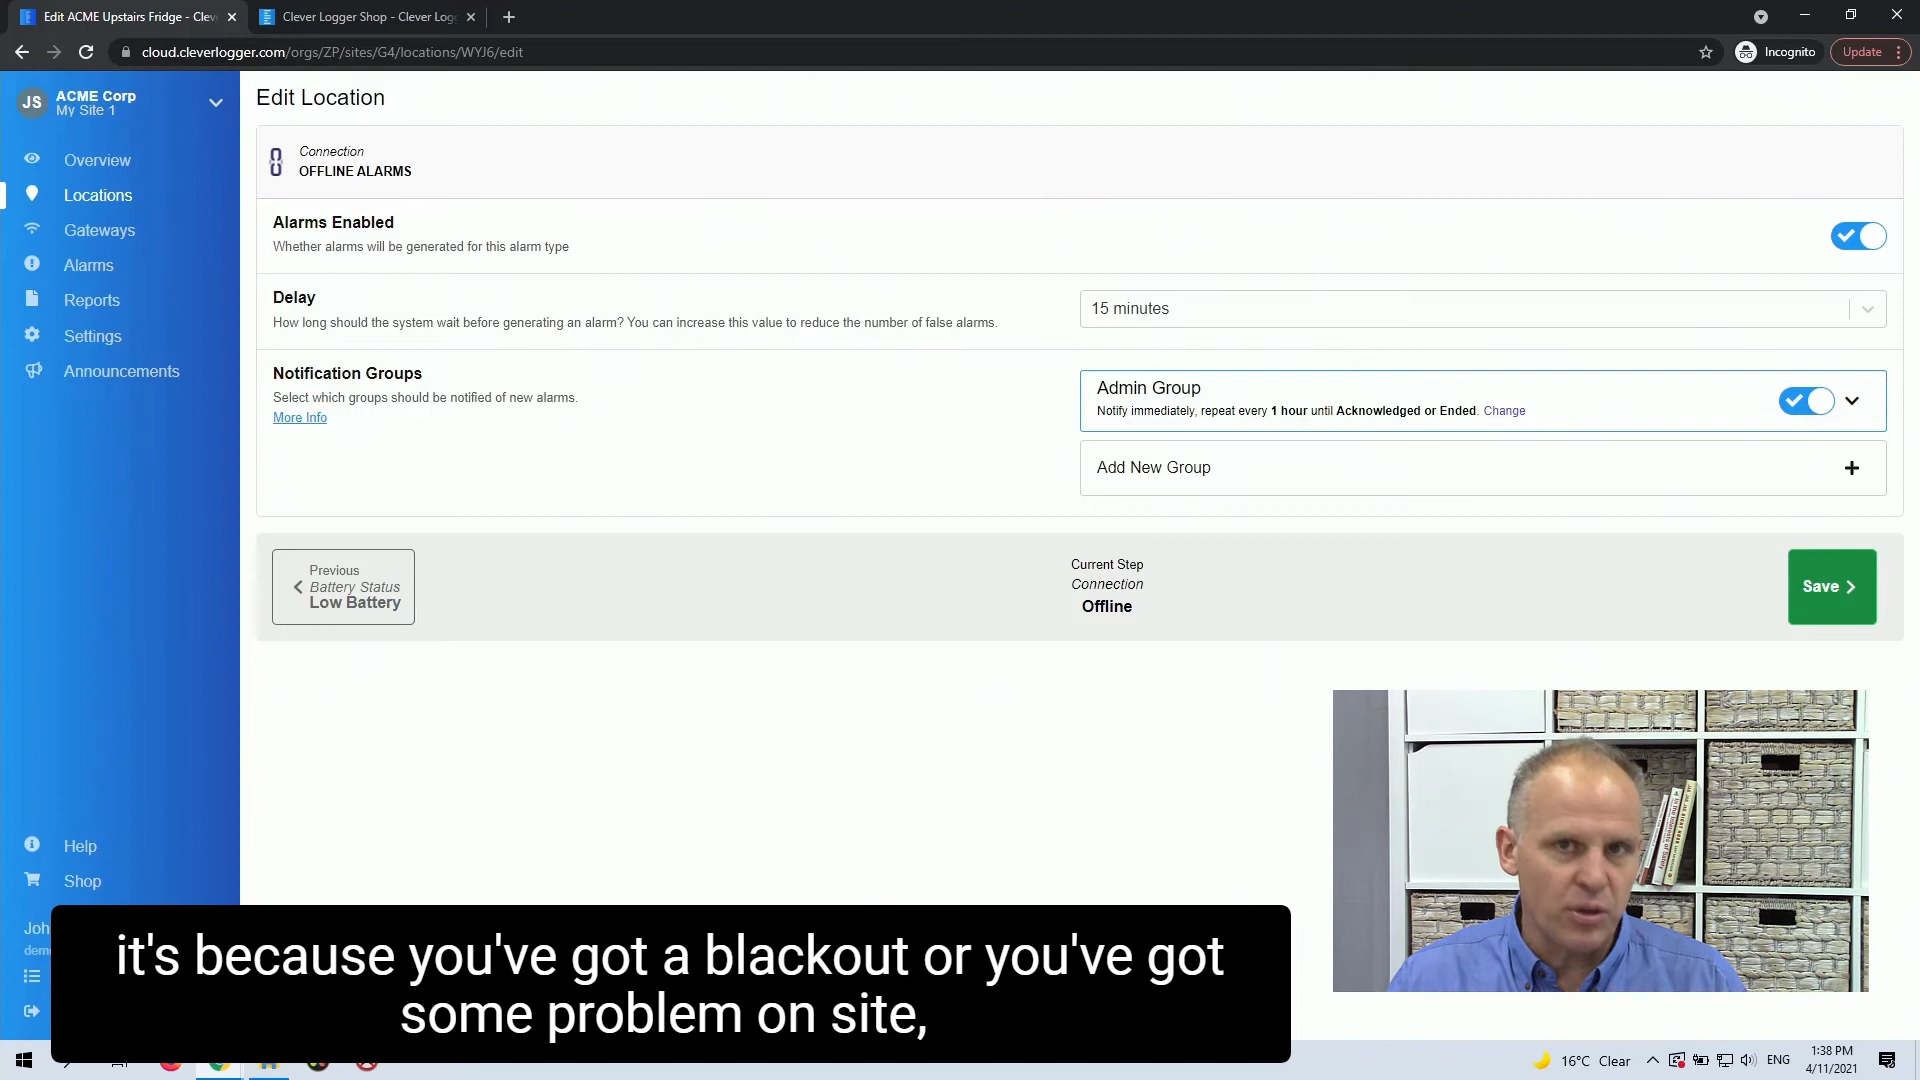 Edit ACME Upstairs Fridge - Clev
Clever Logger Shop - Clever Logg
cloud.cleverlogger.com/orgs/ZP/sites/G4/locations/WYJ6/edit
Incognito
Update
JS
ACME Corp
My Site 1
Overview
Locations
Gateways
Alarms
Reports
Settings
Announcements
Help
Shop
Joh
dem
Edit Location
Connection
OFFLINE ALARMS
Alarms Enabled
Whether alarms will be generated for this alarm type
Delay
How long should the system wait before generating an alarm? You can increase this value to reduce the number of false alarms.
15 minutes
Notification Groups
Select which groups should be notified of new alarms.
More Info
Admin Group
Notify immediately, repeat every 1 hour until Acknowledged or Ended. Change
Add New Group
Previous
Battery Status
Low Battery
Current Step
Connection
Offline
Save
it's because you've got a blackout or you've got
some problem on site,
16°C Clear
ENG
1:38 PM
4/11/2021